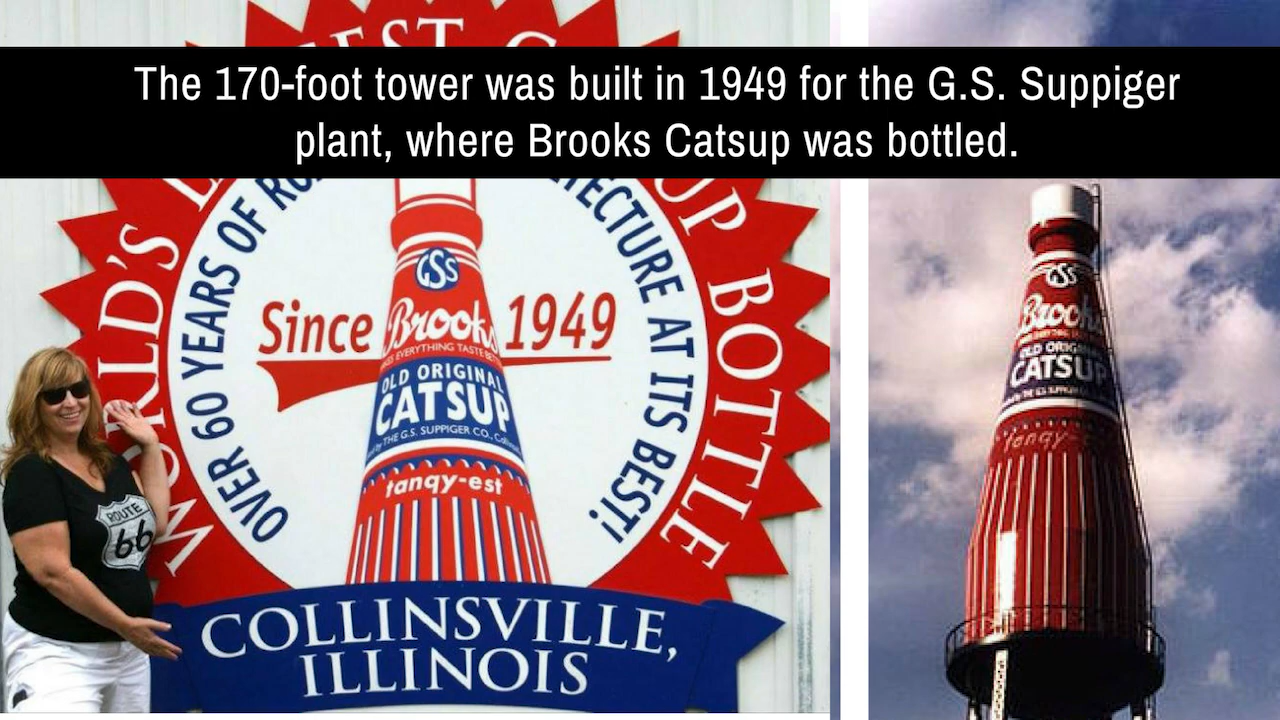 The 170-foot tower was built in 1949 for the G.S. Suppiger
plant, where Brooks Catsup was bottled.
WORLD'S
BOTTLE
OVER 60 YEARS OF
AT ITS BEST!
GSS
Since Brooks 1949
OLD ORIGINAL
CATSUP
THE G.S. SUPPIGER CO.,
tangy-est
COLLINSVILLE,
ILLINOIS
ROUTE
66
GSS
Brooks
OLD ORIGINAL
CATSUP
tangy